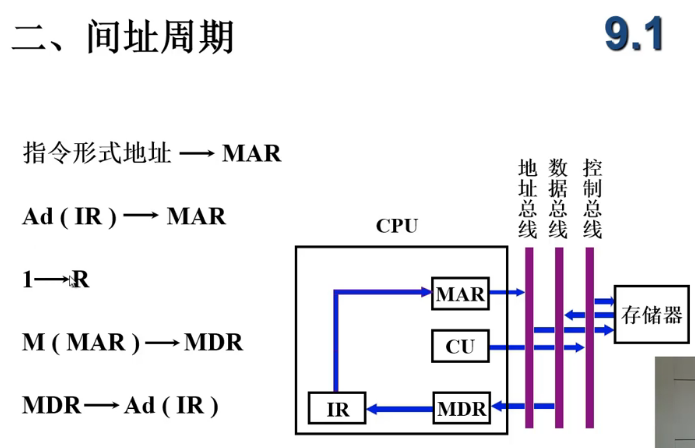 二、间址周期
9.1
指令形式地址 → MAR
Ad ( IR ) → MAR
1 → R
M ( MAR ) → MDR
MDR → Ad ( IR )
CPU
地址总线
数据总线
控制总线
MAR
CU
IR
MDR
存储器